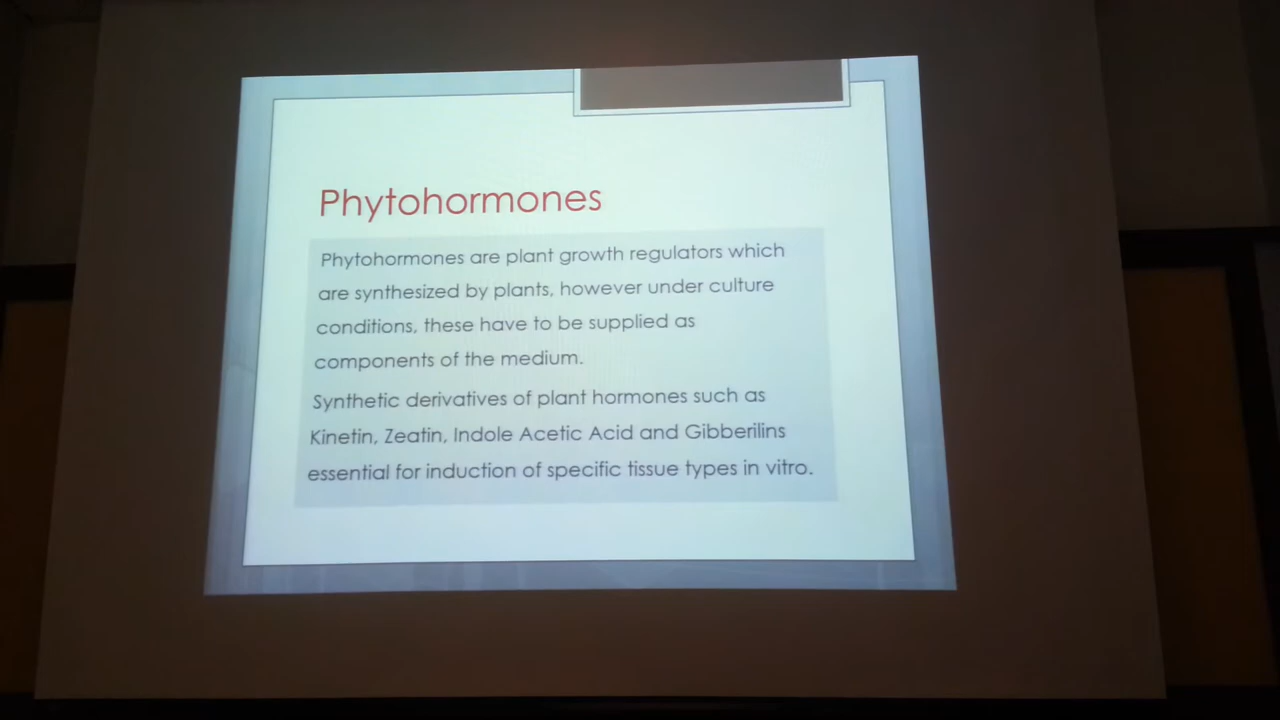 Phytohormones
Phytohormones are plant growth regulators which
are synthesized by plants, however under culture
conditions, these have to be supplied as
components of the medium.
Synthetic derivatives of plant hormones such as
Kinetin, Zeatin, Indole Acetic Acid and Gibberilins
essential for induction of specific tissue types in vitro.